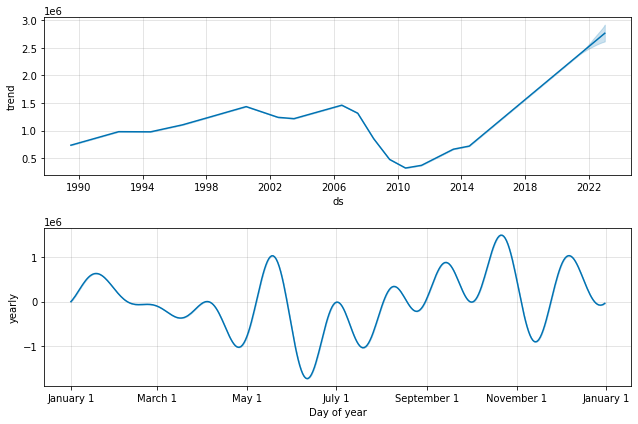 1e6
3.0
2.5
2.0
1.5
1.0
0.5
trend
1990 1994 1998 2002 2006 2010 2014 2018 2022
ds
1e6
1
0
−1
yearly
January 1 March 1 May 1 July 1 September 1 November 1 January 1
Day of year